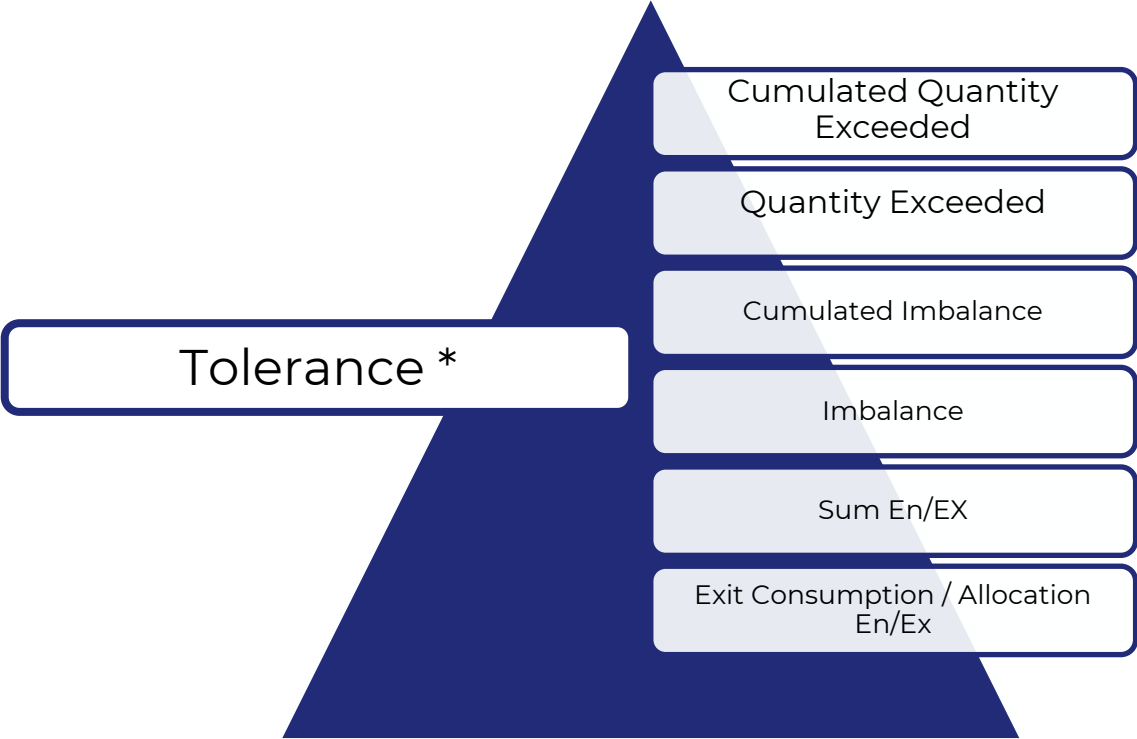 Cumulated Quantity
Exceeded
Quantity Exceeded
Cumulated Imbalance
Tolerance *
Imbalance
Sum En/EX
Exit Consumption / Allocation
En/Ex